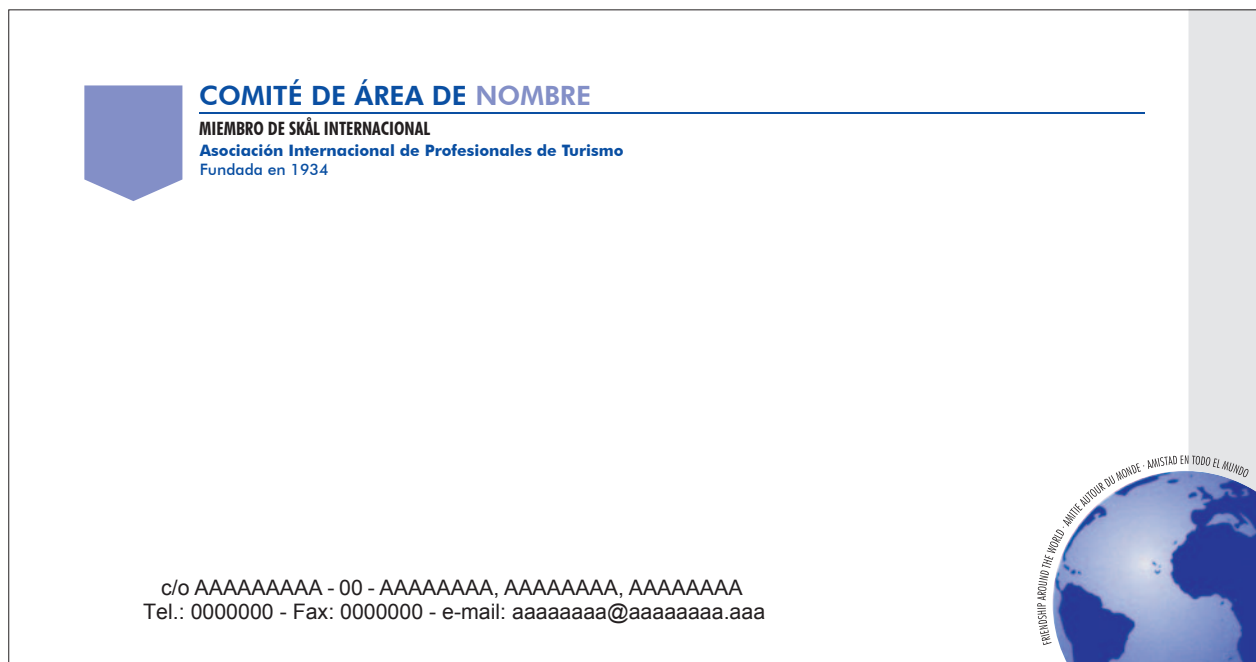 COMITÉ DE ÁREA DE NOMBRE
MIEMBRO DE SKÅL INTERNACIONAL
Asociación Internacional de Profesionales de Turismo
Fundada en 1934
FRIENDSHIP AROUND THE WORLD · AMITIE AUTOUR DU MONDE · AMISTAD EN TODO EL MUNDO
c/o AAAAAAAAA - 00 - AAAAAAAA, AAAAAAAA, AAAAAAAA
Tel.: 0000000 - Fax: 0000000 - e-mail: aaaaaaaa@aaaaaaaa.aaa